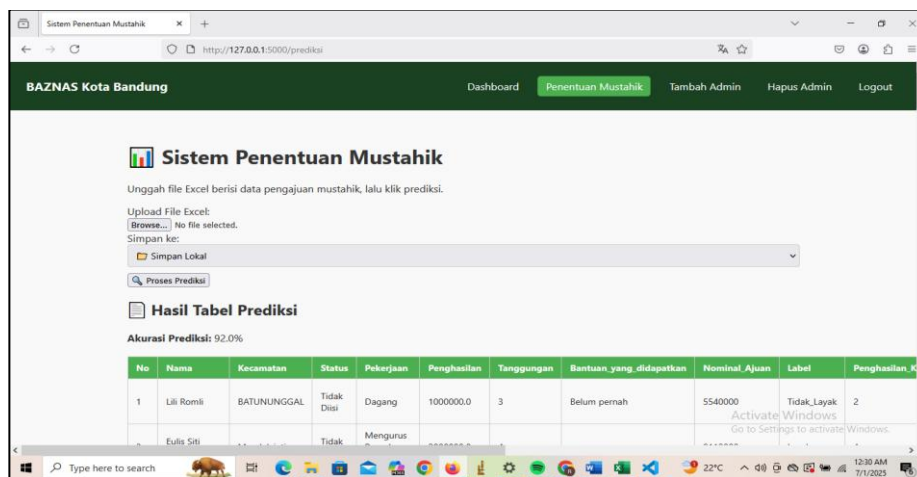 Sistem Penentuan Mustahik
http://127.0.0.1:5000/prediksi
BAZNAS Kota Bandung
Dashboard
Penentuan Mustahik
Tambah Admin
Hapus Admin
Logout
Sistem Penentuan Mustahik
Unggah file Excel berisi data pengajuan mustahik, lalu klik prediksi.
Upload File Excel:
Browse... No file selected.
Simpan ke:
Simpan Lokal
Proses Prediksi
Hasil Tabel Prediksi
Akurasi Prediksi: 92.0%
No Nama Kecamatan Status Pekerjaan Penghasilan Tanggungan Bantuan_yang_didapatkan Nominal_Ajuan Label
1 Lili Romli BATUNUNGGAL Tidak Diisi Dagang 1000000.0 3 Belum pernah 5540000 Tidak_Layak 2
Eulis Siti Tidak Mengurus
Activate Windows
Go to Settings to activate Windows.
Type here to search
22°C
12:30 AM
7/1/2025